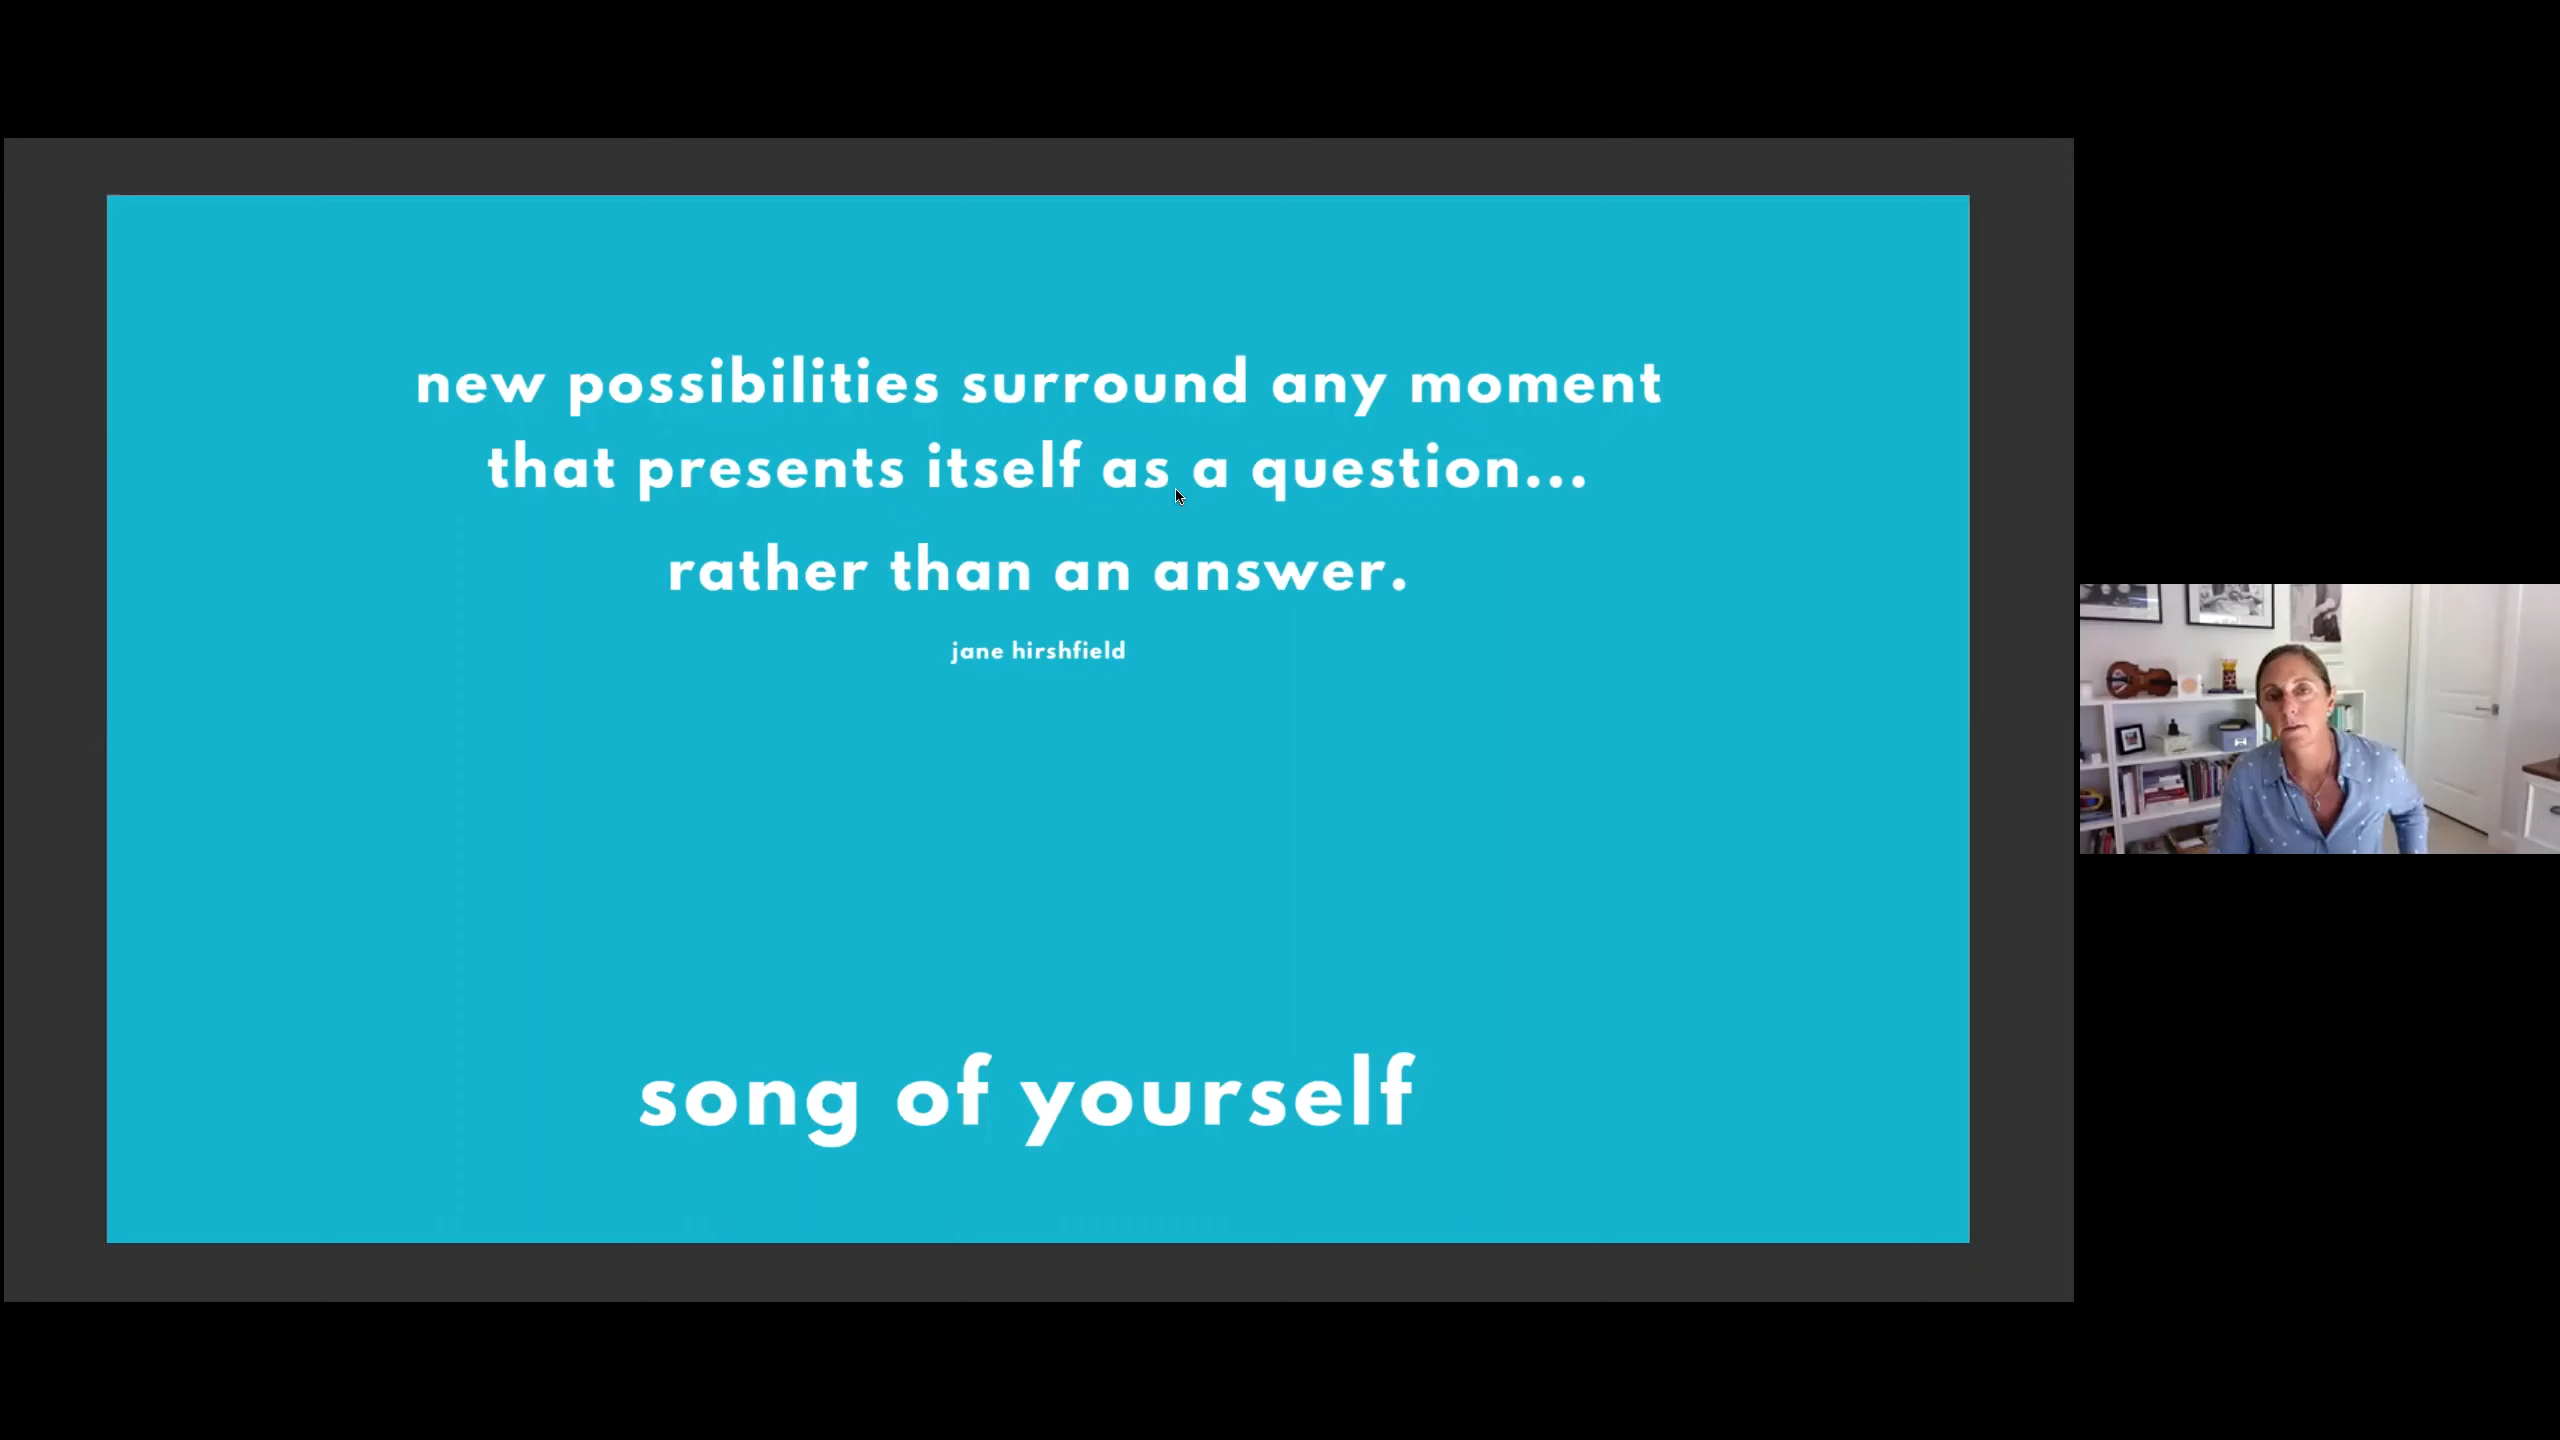 new possibilities surround any moment
that presents itself as a question...
rather than an answer.
jane hirshfield
song of yourself